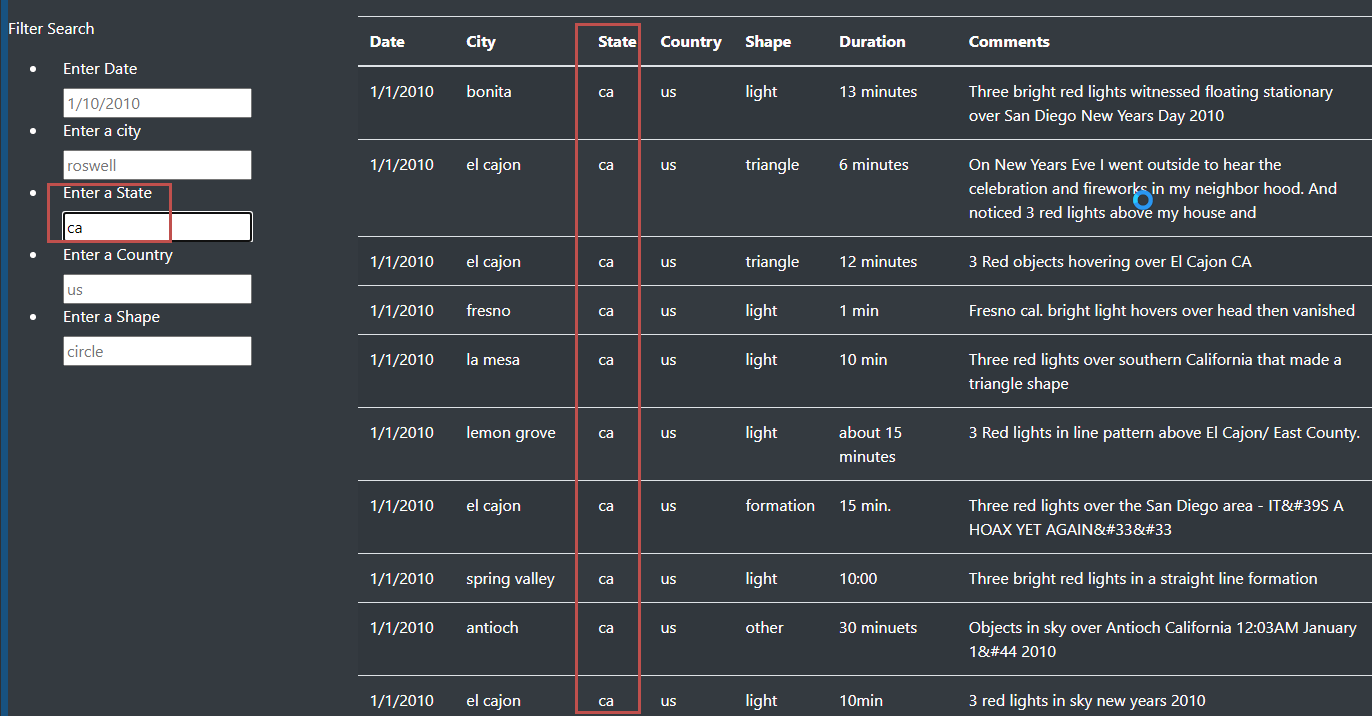 Filter Search
Enter Date
1/10/2010
Enter a city
roswell
Enter a State
ca
Enter a Country
us
Enter a Shape
circle
Date City State Country Shape Duration Comments
1/1/2010 bonita ca us light 13 minutes Three bright red lights witnessed floating stationary
over San Diego New Years Day 2010
1/1/2010 el cajon ca us triangle 6 minutes On New Years Eve I went outside to hear the
celebration and fireworks in my neighbor hood. And
noticed 3 red lights above my house and
1/1/2010 el cajon ca us triangle 12 minutes 3 Red objects hovering over El Cajon CA
1/1/2010 fresno ca us light 1 min Fresno cal. bright light hovers over head then vanished
1/1/2010 la mesa ca us light 10 min Three red lights over southern California that made a
triangle shape
1/1/2010 lemon grove ca us light about 15 3 Red lights in line pattern above El Cajon/ East County.
minutes
1/1/2010 el cajon ca us formation 15 min. Three red lights over the San Diego area - IT&#39S A
HOAX YET AGAIN&#33&#33
1/1/2010 spring valley ca us light 10:00 Three bright red lights in a straight line formation
1/1/2010 antioch ca us other 30 minuets Objects in sky over Antioch California 12:03AM January
1&#44 2010
1/1/2010 el cajon ca us light 10min 3 red lights in sky new years 2010